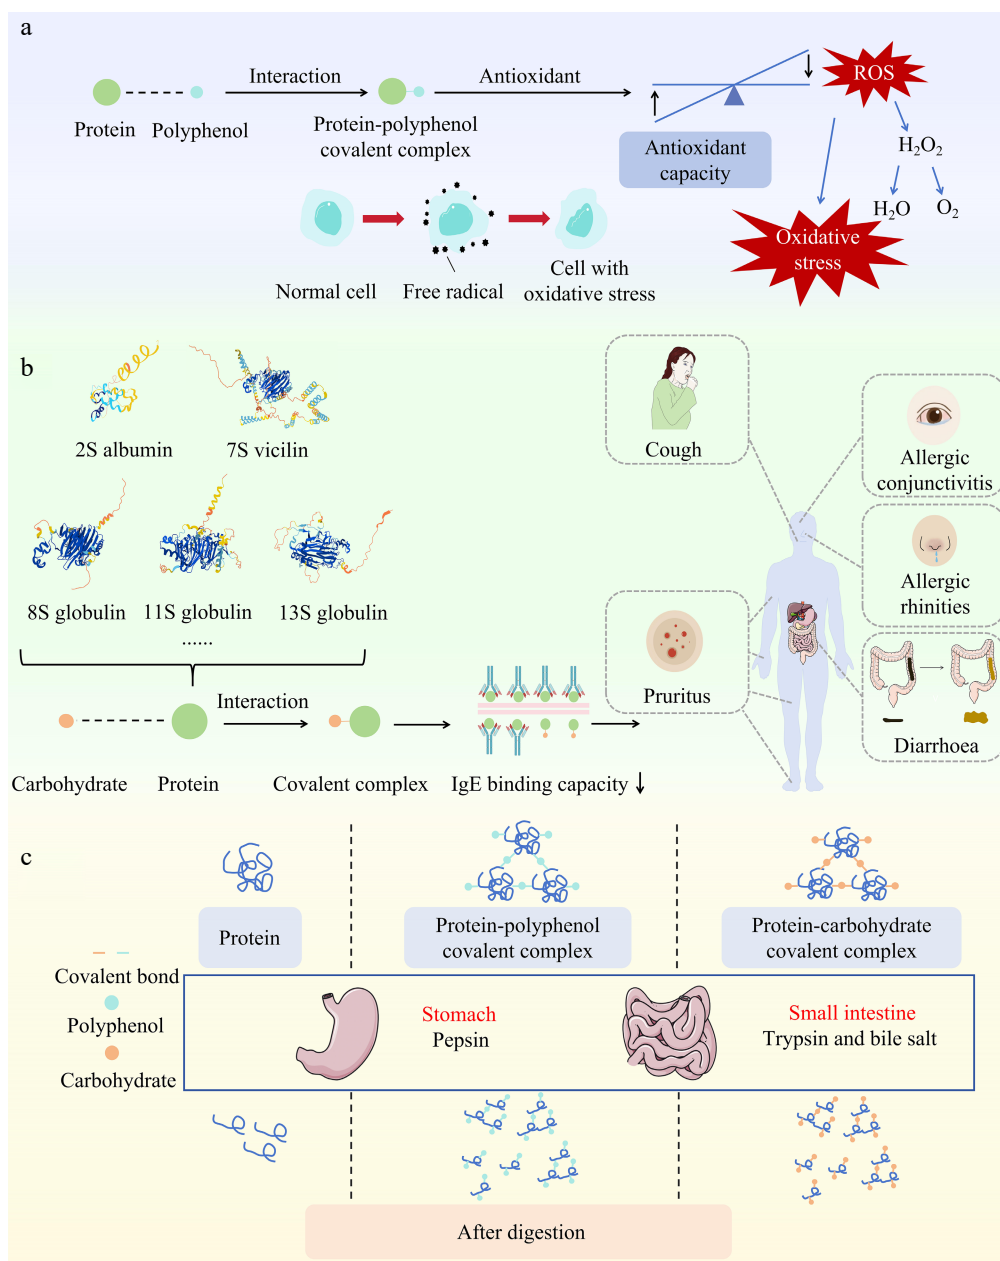 a
Interaction
Antioxidant
ROS
Protein
Polyphenol
Protein-polyphenol
covalent complex
Antioxidant
capacity
H₂O₂
H₂O
O₂
Oxidative
stress
Normal cell
Free radical
Cell with
oxidative stress
b
2S albumin
7S vicilin
Cough
Allergic
conjunctivitis
8S globulin
11S globulin
13S globulin
......
Allergic
rhinities
Interaction
Pruritus
Diarrhoea
Carbohydrate
Protein
Covalent complex
IgE binding capacity ↓
c
Protein
Protein-polyphenol
covalent complex
Protein-carbohydrate
covalent complex
Covalent bond
Polyphenol
Carbohydrate
Stomach
Pepsin
Small intestine
Trypsin and bile salt
After digestion